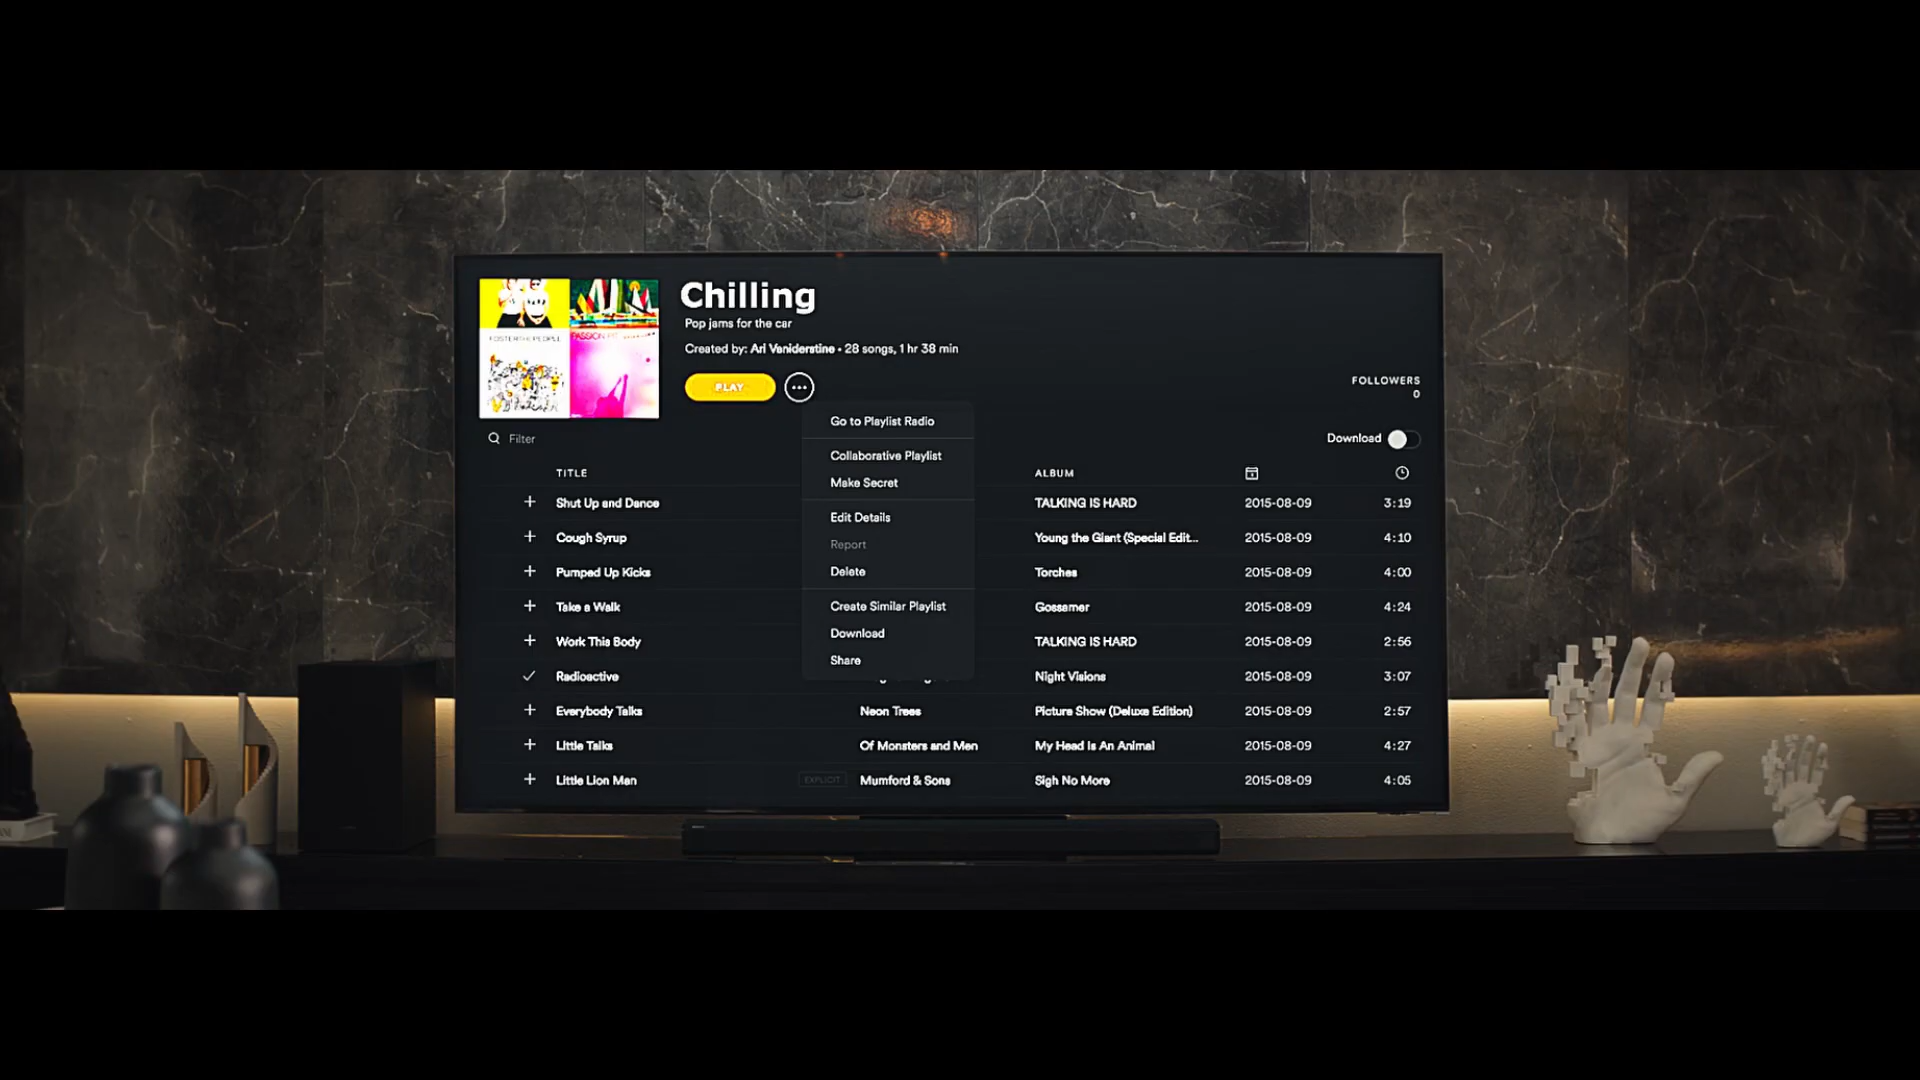 Chilling
Pop jams for the car
Created by: Ari Vaniderstine • 28 songs, 1 hr 38 min
PLAY
FOLLOWERS
0
Go to Playlist Radio
Collaborative Playlist
Make Secret
Edit Details
Report
Delete
Create Similar Playlist
Download
Share
FOSTER THE PEOPLE
PASSION PIT
Filter
Download
TITLE ALBUM
Shut Up and Dance TALKING IS HARD 2015-08-09 3:19
Cough Syrup Young the Giant (Special Edit... 2015-08-09 4:10
Pumped Up Kicks Torches 2015-08-09 4:00
Take a Walk Gossamer 2015-08-09 4:24
Work This Body TALKING IS HARD 2015-08-09 2:56
Radioactive Night Visions 2015-08-09 3:07
Everybody Talks Neon Trees Picture Show (Deluxe Edition) 2015-08-09 2:57
Little Talks Of Monsters and Men My Head Is An Animal 2015-08-09 4:27
Little Lion Man EXPLICIT Mumford & Sons Sigh No More 2015-08-09 4:05